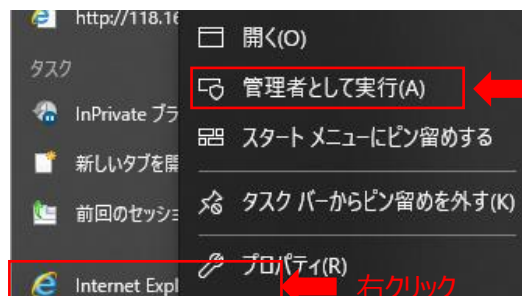 http://118.16
タスク
InPrivate ブラ
新しいタブを開
前回のセッショ
Internet Expl
開く(O)
管理者として実行(A)
スタート メニューにピン留めする
タスク バーからピン留めを外す(K)
プロパティ(R)
右クリック